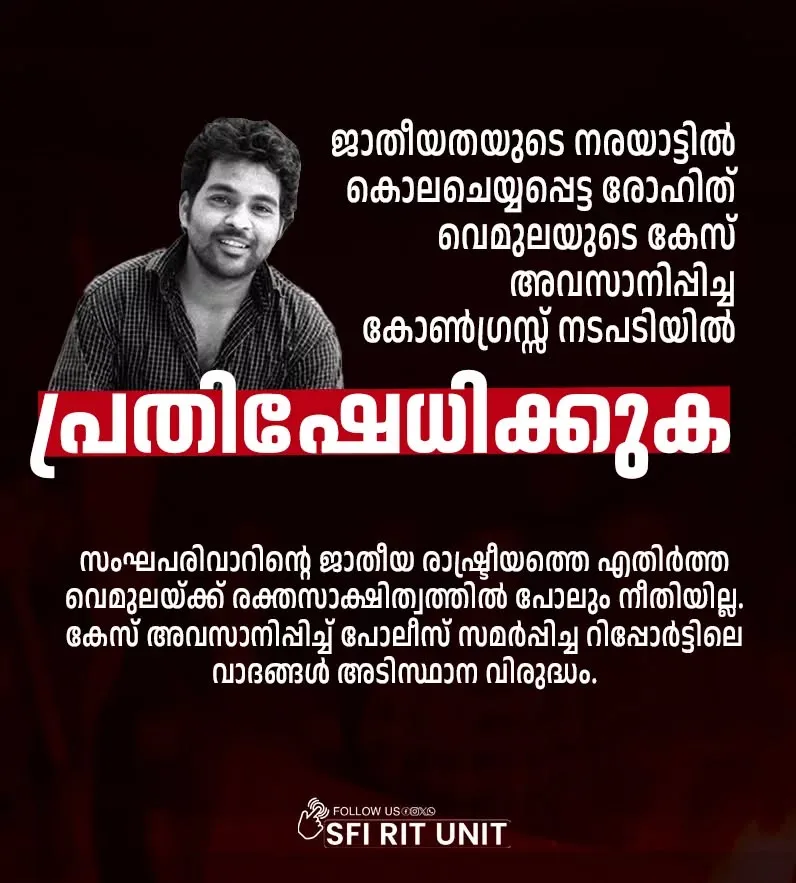 ജാതീയതയുടെ നരയാട്ടിൽ
കൊലചെയ്യപ്പെട്ട രോഹിത്
വെമുലയുടെ കേസ്
അവസാനിപ്പിച്ച
കോൺഗ്രസ്സ് നടപടിയിൽ
പ്രതിഷേധിക്കുക
സംഘപരിവാറിന്റെ ജാതീയ രാഷ്ട്രീയത്തെ എതിർത്ത
വെമുലയ്ക്ക് രക്തസാക്ഷിത്വത്തിൽ പോലും നീതിയില്ല.
കേസ് അവസാനിപ്പിച്ച് പോലീസ് സമർപ്പിച്ച റിപ്പോർട്ടിലെ
വാദങ്ങൾ അടിസ്ഥാന വിരുദ്ധം.
FOLLOW US
SFI RIT UNIT